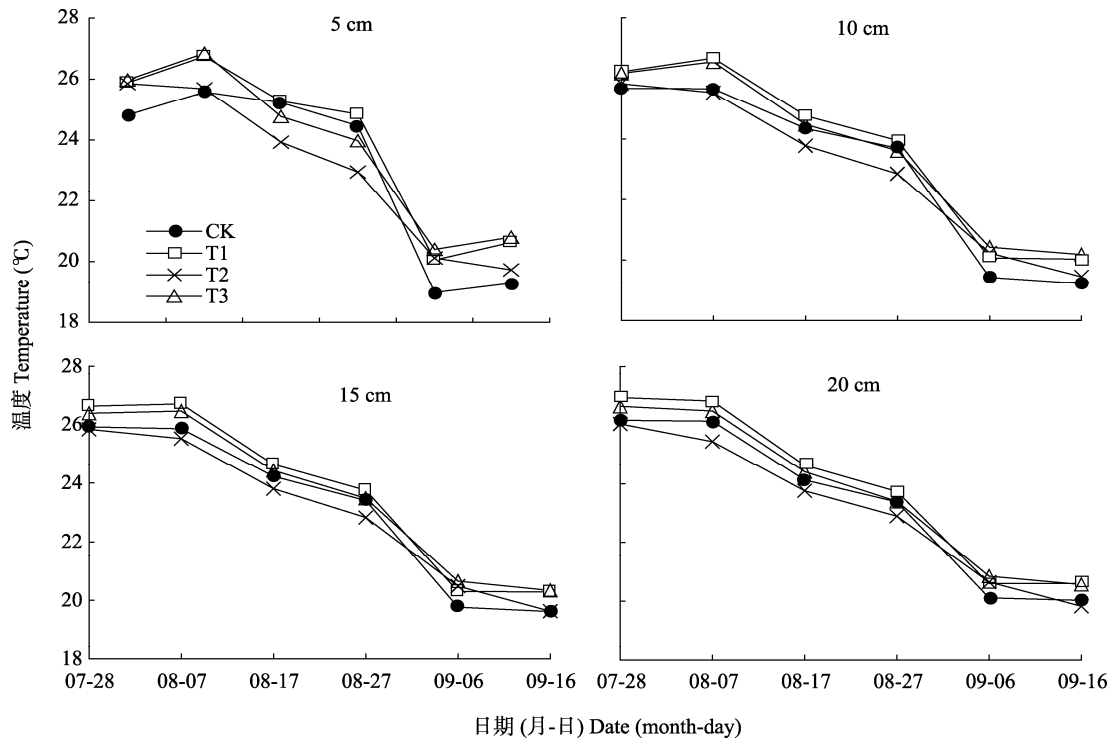 28
26
24
22
20
18
5 cm
CK
T1
T2
T3
10 cm
28
26
24
22
20
18
15 cm
20 cm
07-28 08-07 08-17 08-27 09-06 09-16
07-28 08-07 08-17 08-27 09-06 09-16
温度 Temperature (℃)
日期 (月-日) Date (month-day)